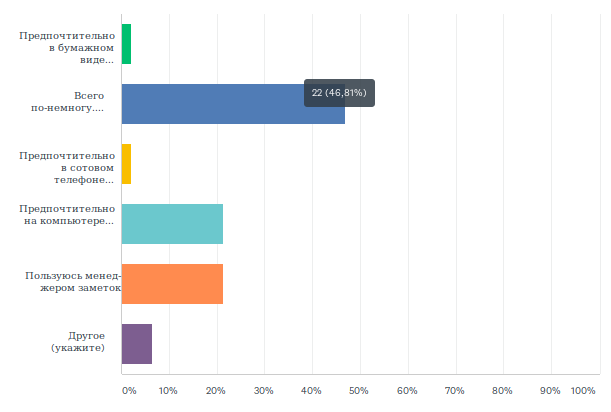 Предпочтительно
в бумажном
виде...
Всего
по-немногу....
22 (46,81%)
Предпочтительно
в сотовом
телефоне...
Предпочтительно
на компьютере...
Пользуюсь менед-
жером заметок
Другое
(укажите)
0% 10% 20% 30% 40% 50% 60% 70% 80% 90% 100%